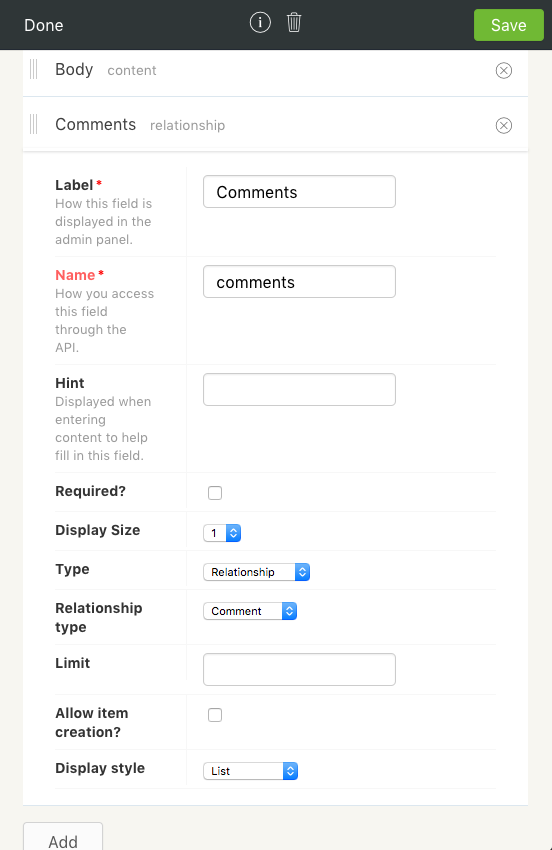 Done Save
Body content
Comments relationship
Label* Comments
How this field is
displayed in the
admin panel.
Name* comments
How you access
this field
through the
API.
Hint
Displayed when
entering
content to help
fill in this field.
Required?
Display Size 1
Type Relationship
Relationship
type Comment
Limit
Allow item
creation?
Display style List
Add